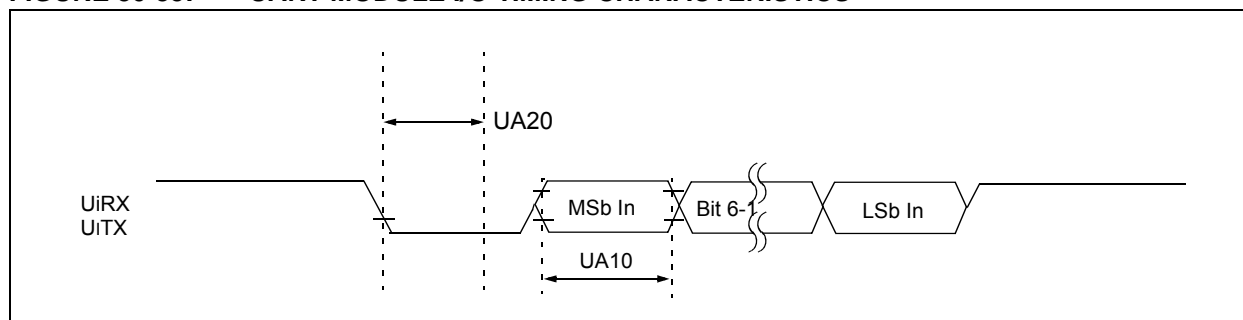 UA20
UiRX
UiTX
MSb In
Bit 6-1
LSb In
UA10